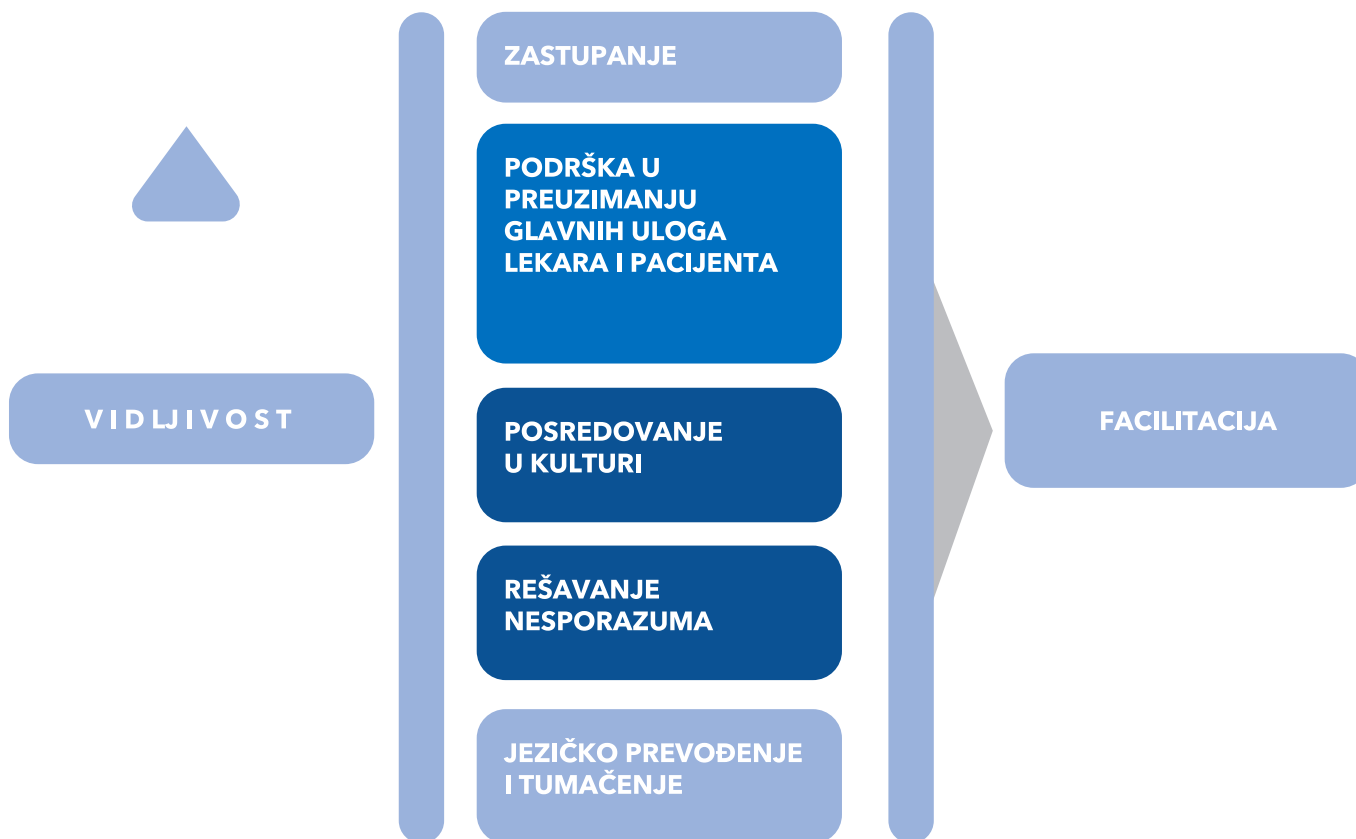 ZASTUPANJE
PODRŠKA U
PREUZIMANJU
GLAVNIH ULOGA
LEKARA I PACIJENTA
VIDLJIVOST
POSREDOVANJE
U KULTURI
FACILITACIJA
REŠAVANJE
NESPORAZUMA
JEZIČKO PREVOĐENJE
I TUMAČENJE